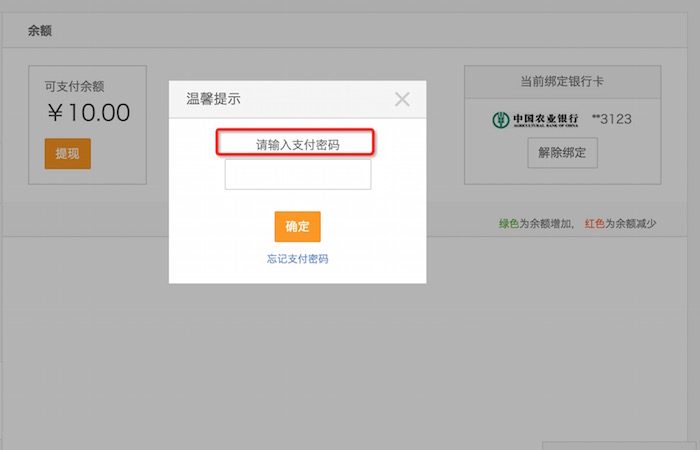 余额
可支付余额
￥10.00
提现
温馨提示
请输入支付密码
确定
忘记支付密码
当前绑定银行卡
中国农业银行 **3123
AGRICULTURAL BANK OF CHINA
解除绑定
绿色为余额增加， 红色为余额减少